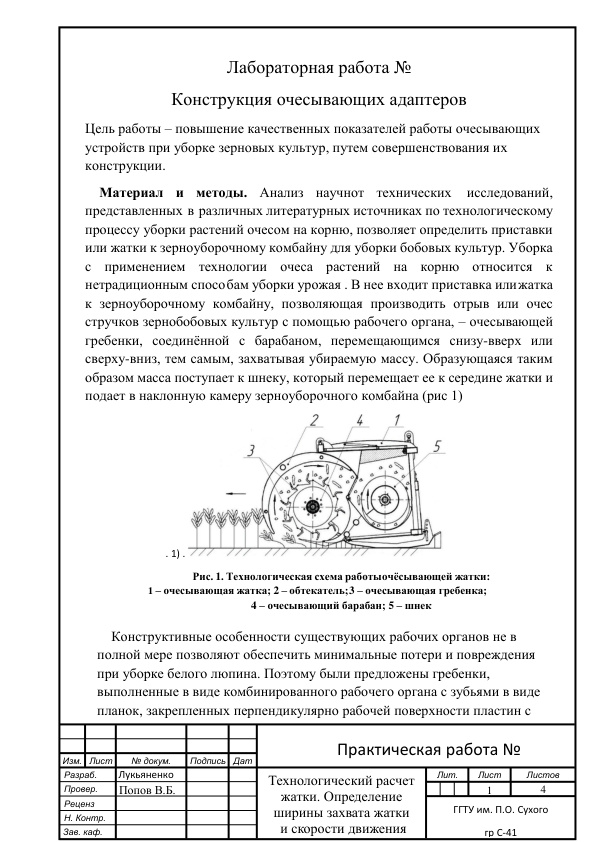 Лабораторная работа №
Конструкция очесывающих адаптеров
Цель работы – повышение качественных показателей работы очесывающих
устройств при уборке зерновых культур, путем совершенствования их
конструкции.
Материал и методы. Анализ научнот технических исследований,
представленных в различных литературных источниках по технологическому
процессу уборки растений очесом на корню, позволяет определить приставки
или жатки к зерноуборочному комбайну для уборки бобовых культур. Уборка
с применением технологии очеса растений на корню относится к
нетрадиционным способам уборки урожая . В нее входит приставка или жатка
к зерноуборочному комбайну, позволяющая производить отрыв или очес
стручков зернобобовых культур с помощью рабочего органа, – очесывающей
гребенки, соединённой с барабаном, перемещающимся снизу-вверх или
сверху-вниз, тем самым, захватывая убираемую массу. Образующаяся таким
образом масса поступает к шнеку, который перемещает ее к середине жатки и
подает в наклонную камеру зерноуборочного комбайна (рис 1)
2 4 1
3 5
. 1) .
Рис. 1. Технологическая схема работыочёсывающей жатки:
1 – очесывающая жатка; 2 – обтекатель;3 – очесывающая гребенка;
4 – очесывающий барабан; 5 – шнек
Конструктивные особенности существующих рабочих органов не в
полной мере позволяют обеспечить минимальные потери и повреждения
при уборке белого люпина. Поэтому были предложены гребенки,
выполненные в виде комбинированного рабочего органа с зубьями в виде
планок, закрепленных перпендикулярно рабочей поверхности пластин с
Практическая работа №
Изм. Лист № докум. Подпись Дат
Разраб. Лукьяненко
Провер. Попов В.Б.
Реценз
Н. Контр.
Зав. каф.
Технологический расчет
жатки. Определение
ширины захвата жатки
и скорости движения
Лит. Лист Листов
1 4
ГГТУ им. П.О. Сухого
гр С-41